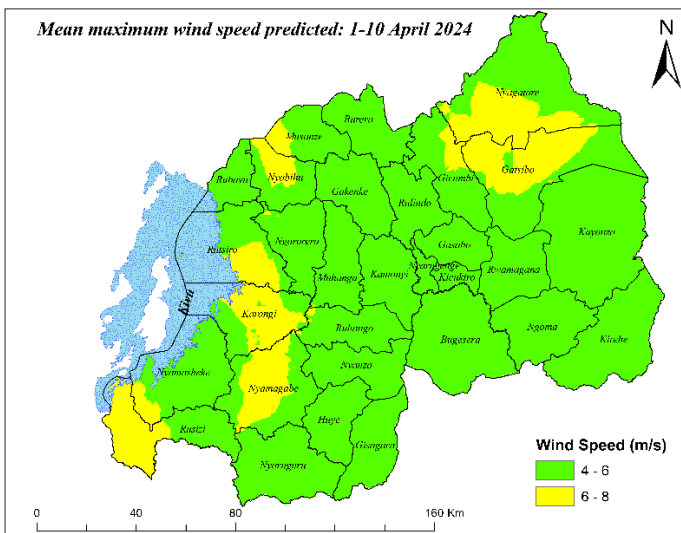 Mean maximum wind speed predicted: 1-10 April 2024
N
Nyagatare
Burera
Musanze
Nyabihu
Gatsibo
Rubavu
Gakenke
Gicumbi
Rulindo
Kayonza
Rutsiro
Ngororero
Gasabo
Nyarugenge
Kicukiro
Rwamagana
Muhanga
Kamonyi
Kivu
Karongi
Ruhango
Bugesera
Ngoma
Kirehe
Nyamasheke
Nyanza
Nyamagabe
Huye
Rusizi
Gisagara
Nyaruguru
Wind Speed (m/s)
4 - 6
6 - 8
0 40 80 160 Km